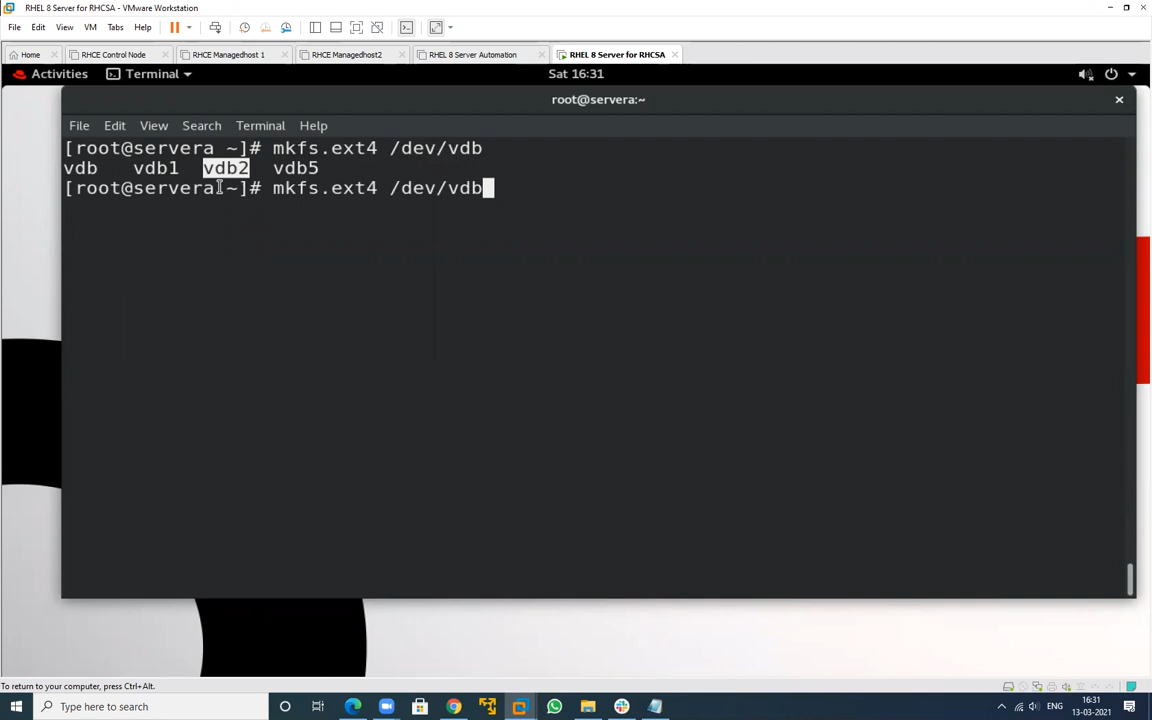 RHEL 8 Server for RHCSA - VMware Workstation
File Edit View VM Tabs Help
Home RHCE Control Node RHCE Managedhost 1 RHCE Managedhost2 RHEL 8 Server Automation RHEL 8 Server for RHCSA
Activities Terminal Sat 16:31
root@servera:~
File Edit View Search Terminal Help
[root@servera ~]# mkfs.ext4 /dev/vdb
vdb vdb1 vdb2 vdb5
[root@servera ~]# mkfs.ext4 /dev/vdb
To return to your computer, press Ctrl+Alt.
Type here to search
ENG
16:31
13-03-2021